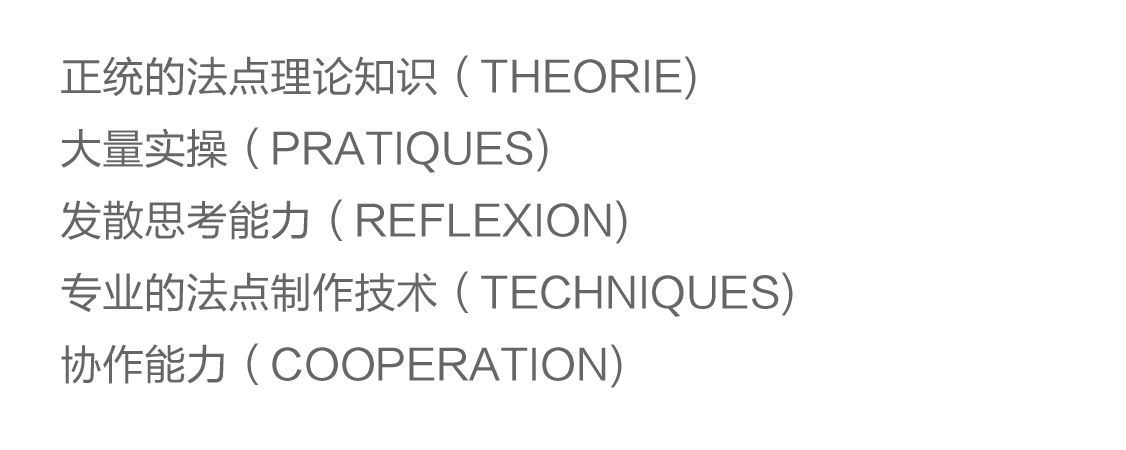 正统的法点理论知识（THEORIE)
大量实操（PRATIQUES)
发散思考能力（REFLEXION)
专业的法点制作技术（TECHNIQUES)
协作能力（COOPERATION)